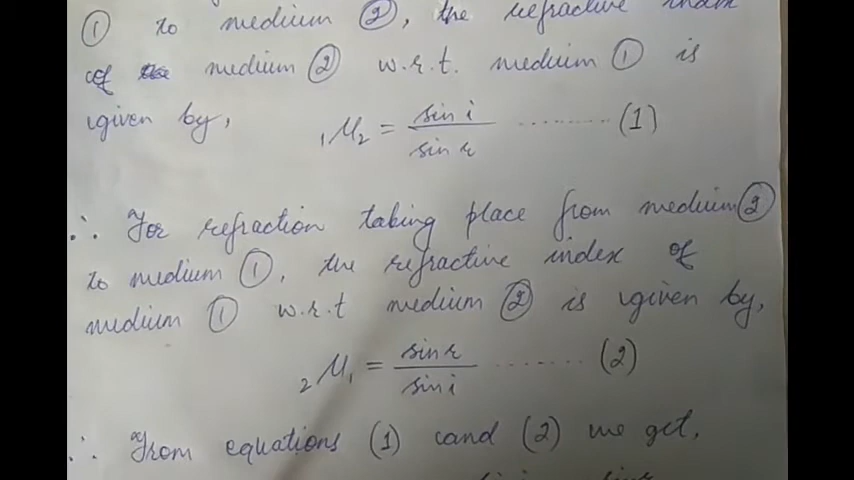 ① to medium ②, the refractive index
of medium ② w.r.t. medium ① is
given by,
₁μ₂ = sin i / sin r .......... (1)
∴ For refraction taking place from medium ②
to medium ①, the refractive index of
medium ① w.r.t medium ② is given by,
₂μ₁ = sin r / sin i ........ (2)
∴ From equations (1) and (2) we get,